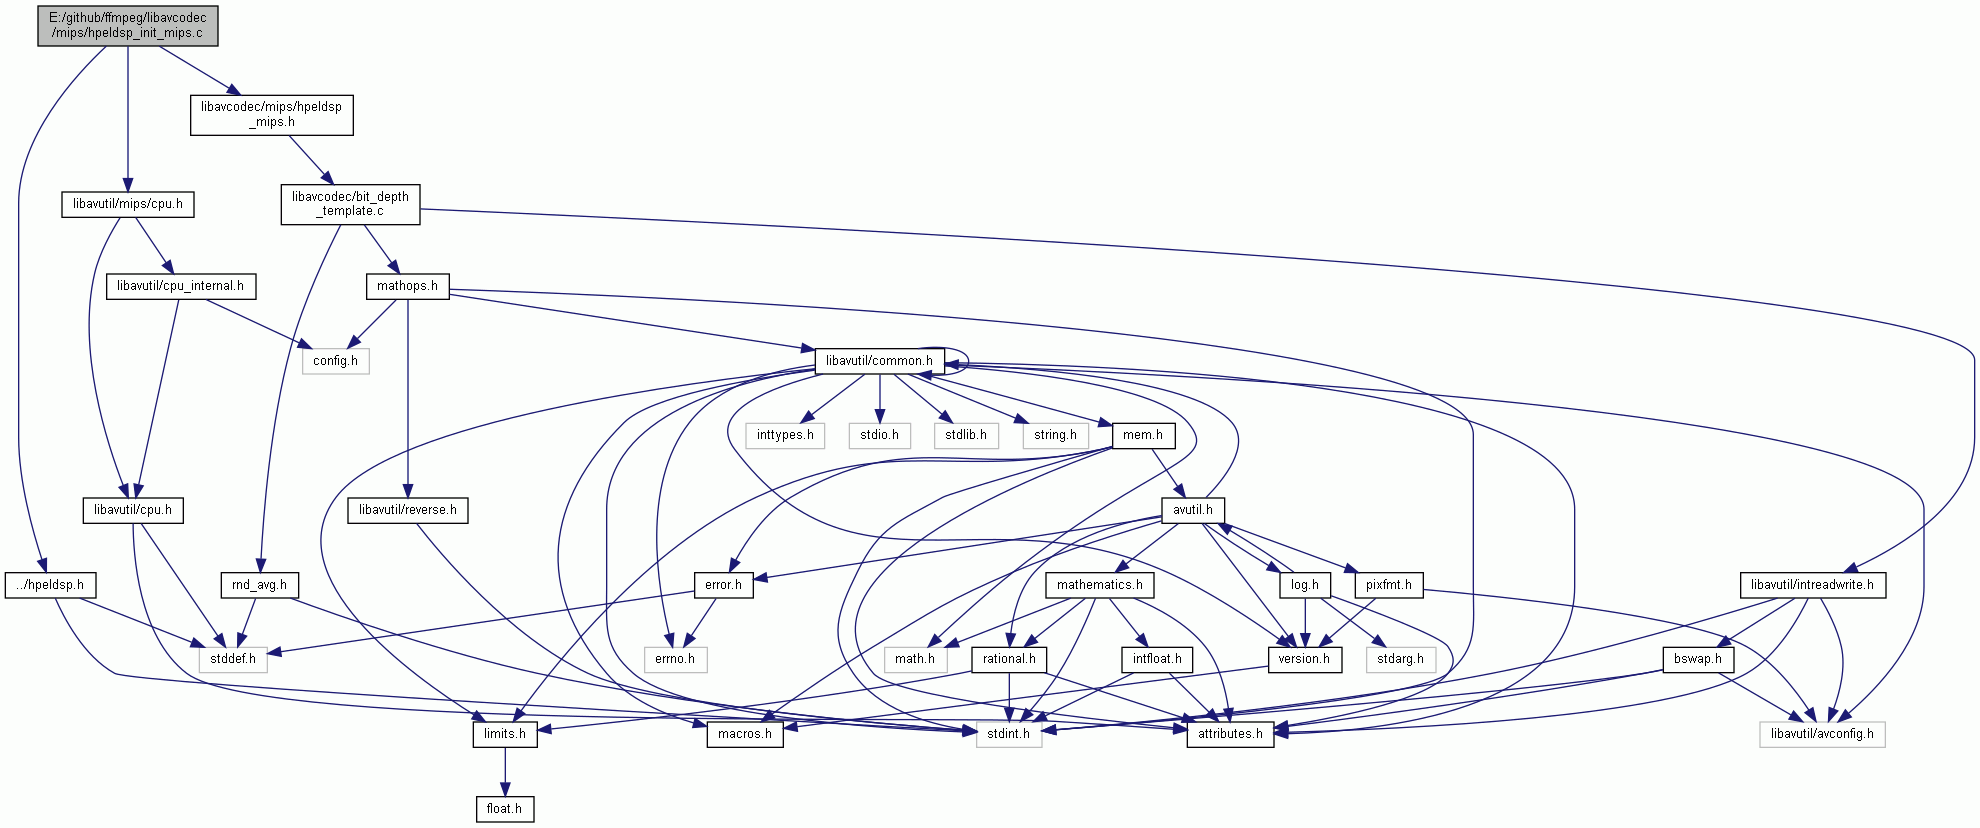 E:/github/ffmpeg/libavcodec
/mips/hpeldsp_init_mips.c
libavcodec/mips/hpeldsp
_mips.h
libavutil/mips/cpu.h
libavcodec/bit_depth
_template.c
libavutil/cpu_internal.h
mathops.h
config.h
libavutil/common.h
inttypes.h
stdio.h
stdlib.h
string.h
mem.h
libavutil/cpu.h
libavutil/reverse.h
avutil.h
../hpeldsp.h
rnd_avg.h
error.h
mathematics.h
log.h
pixfmt.h
libavutil/intreadwrite.h
stddef.h
errno.h
math.h
rational.h
intfloat.h
version.h
stdarg.h
bswap.h
limits.h
macros.h
stdint.h
attributes.h
libavutil/avconfig.h
float.h